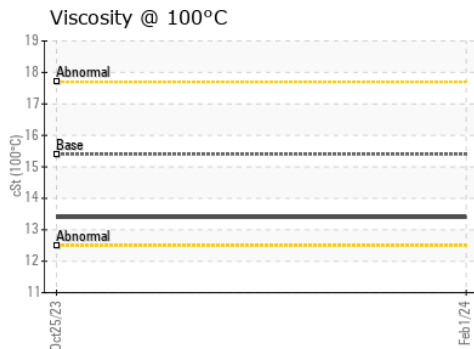 Viscosity @ 100°C
19
18
17
16
15
14
13
12
11
cSt (100°C)
Abnormal
Base
Abnormal
Oct25/23
Feb1/24